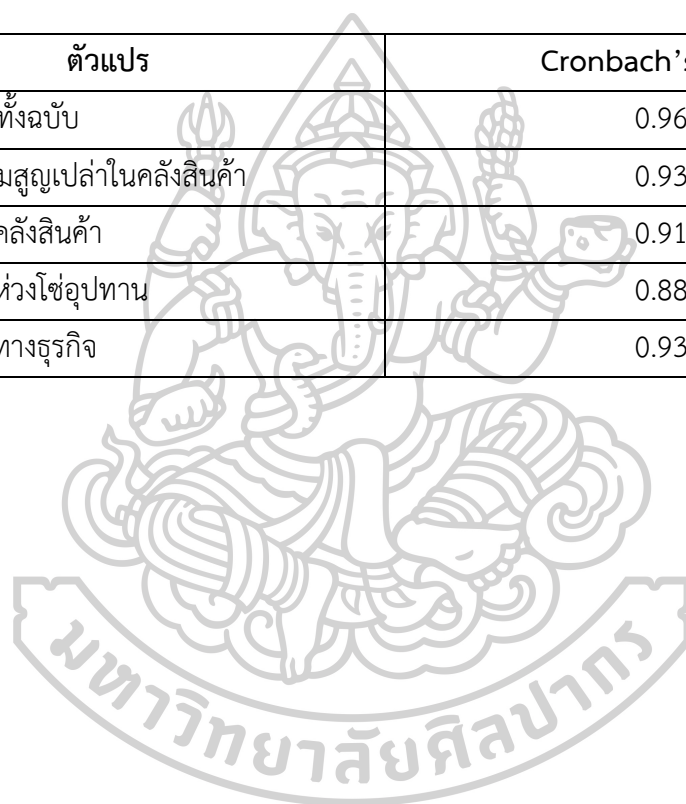 ตัวแปร Cronbach's
ทั้งฉบับ 0.96
มสูญเปล่าในคลังสินค้า 0.93
คลังสินค้า 0.91
ห่วงโซ่อุปทาน 0.88
ทางธุรกิจ 0.93
มหาวิทยาลัยศิลปากร